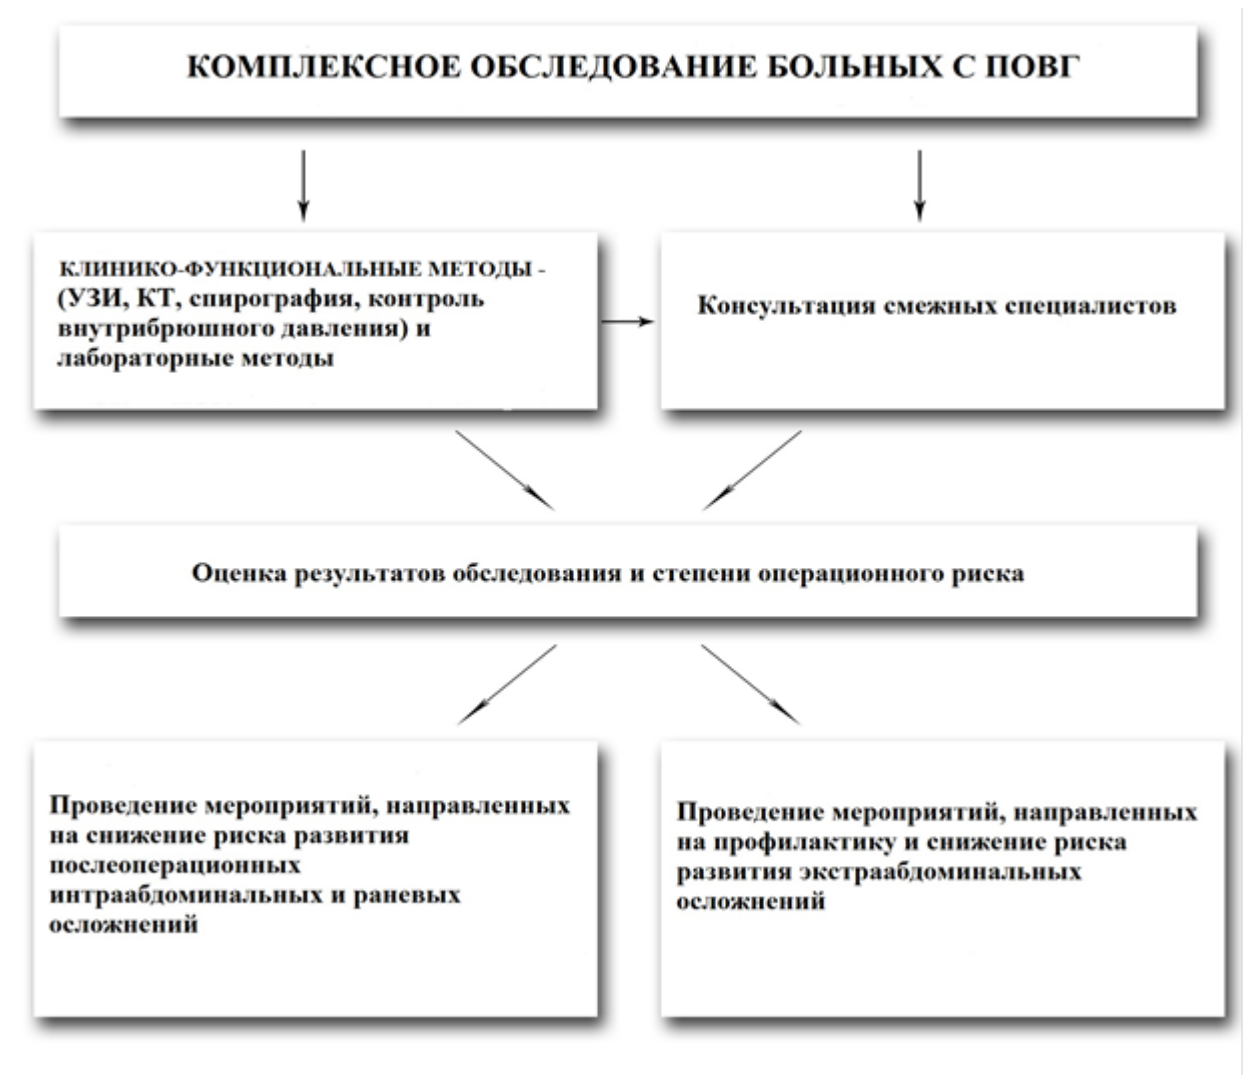 КОМПЛЕКСНОЕ ОБСЛЕДОВАНИЕ БОЛЬНЫХ С ПОВГ
КЛИНИКО-ФУНКЦИОНАЛЬНЫЕ МЕТОДЫ -
(УЗИ, КТ, спирография, контроль
внутрибрюшного давления) и
лабораторные методы
Консультация смежных специалистов
Оценка результатов обследования и степени операционного риска
Проведение мероприятий, направленных
на снижение риска развития
послеоперационных
интраабдоминальных и раневых
осложнений
Проведение мероприятий, направленных
на профилактику и снижение риска
развития экстраабдоминальных
осложнений